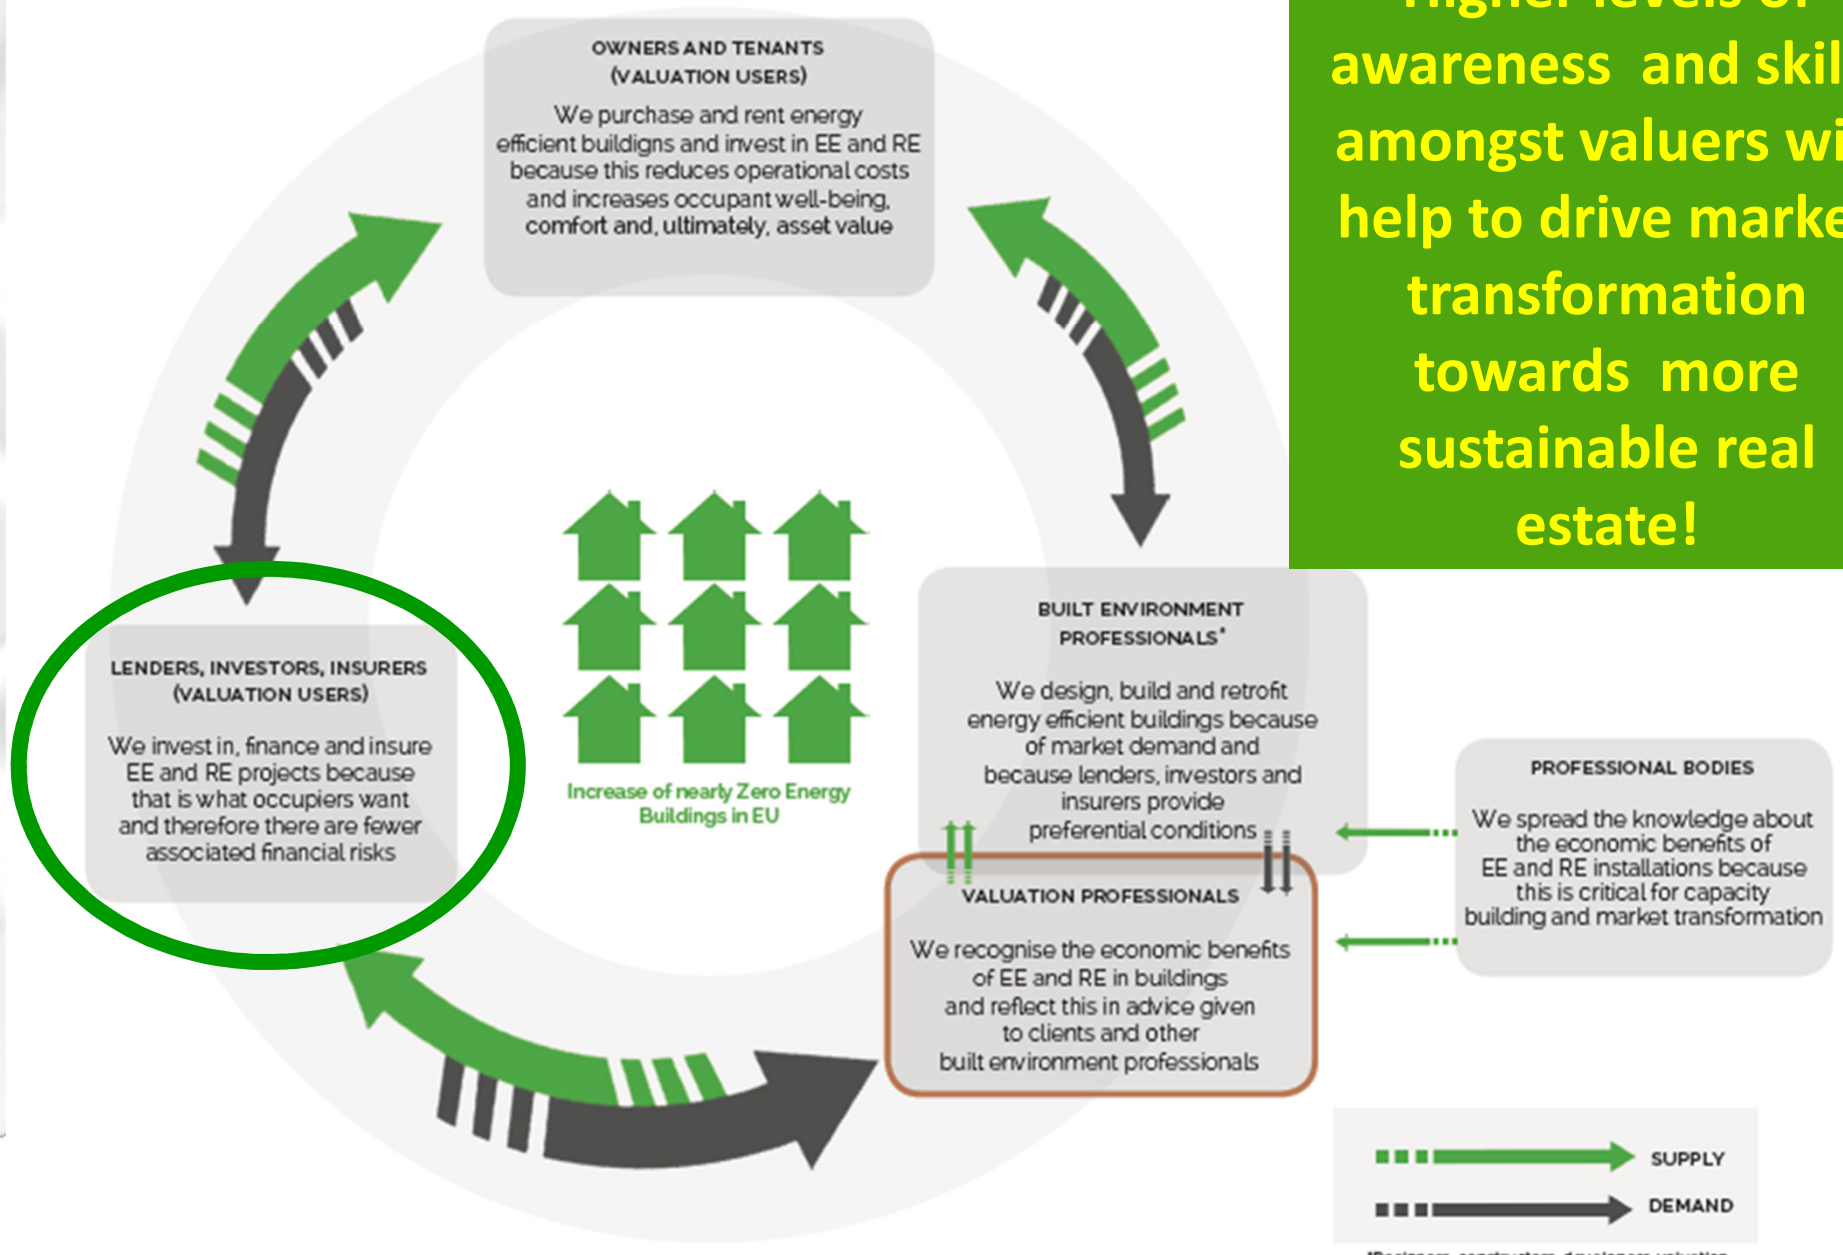 OWNERS AND TENANTS
(VALUATION USERS)
We purchase and rent energy
efficient buildigns and invest in EE and RE
because this reduces operational costs
and increases occupant well-being,
comfort and, ultimately, asset value
Higher levels of
awareness and skil
amongst valuers wi
help to drive marke
transformation
towards more
sustainable real
estate!
LENDERS, INVESTORS, INSURERS
(VALUATION USERS)
We invest in, finance and insure
EE and RE projects because
that is what occupiers want
and therefore there are fewer
associated financial risks
Increase of nearly Zero Energy
Buildings in EU
BUILT ENVIRONMENT
PROFESSIONALS*
We design, build and retrofit
energy efficient buildings because
of market demand and
because lenders, investors and
insurers provide
preferential conditions
VALUATION PROFESSIONALS
We recognise the economic benefits
of EE and RE in buildings
and reflect this in advice given
to clients and other
built environment professionals
PROFESSIONAL BODIES
We spread the knowledge about
the economic benefits of
EE and RE installations because
this is critical for capacity
building and market transformation
SUPPLY
DEMAND